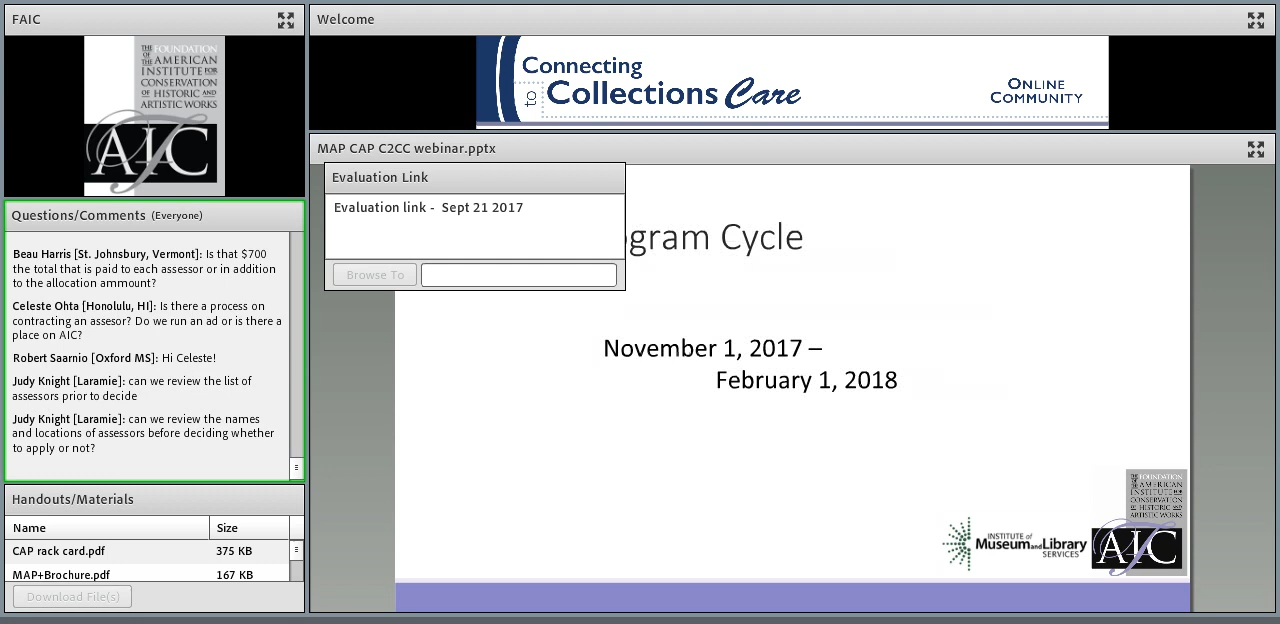 FAIC
THE FOUNDATION
OF THE AMERICAN
INSTITUTE FOR
CONSERVATION
OF HISTORIC AND
ARTISTIC WORKS
AIC
Questions/Comments (Everyone)
Beau Harris [St. Johnsbury, Vermont]: Is that $700
the total that is paid to each assessor or in addition
to the allocation ammount?
Celeste Ohta [Honolulu, HI]: Is there a process on
contracting an assesor? Do we run an ad or is there a
place on AIC?
Robert Saarnio [Oxford MS]: Hi Celeste!
Judy Knight [Laramie]: can we review the list of
assessors prior to decide
Judy Knight [Laramie]: can we review the names
and locations of assessors before deciding whether
to apply or not?
Handouts/Materials
Name Size
CAP rack card.pdf 375 KB
MAP+Brochure.pdf 167 KB
Download File(s)
Welcome
Connecting
to Collections Care
ONLINE
COMMUNITY
MAP CAP C2CC webinar.pptx
Evaluation Link
Evaluation link - Sept 21 2017
Browse To
ogram Cycle
November 1, 2017 –
February 1, 2018
INSTITUTE of
Museum and Library
SERVICES
THE FOUNDATION
OF THE AMERICAN
INSTITUTE FOR
CONSERVATION
OF HISTORIC AND
ARTISTIC WORKS
AIC